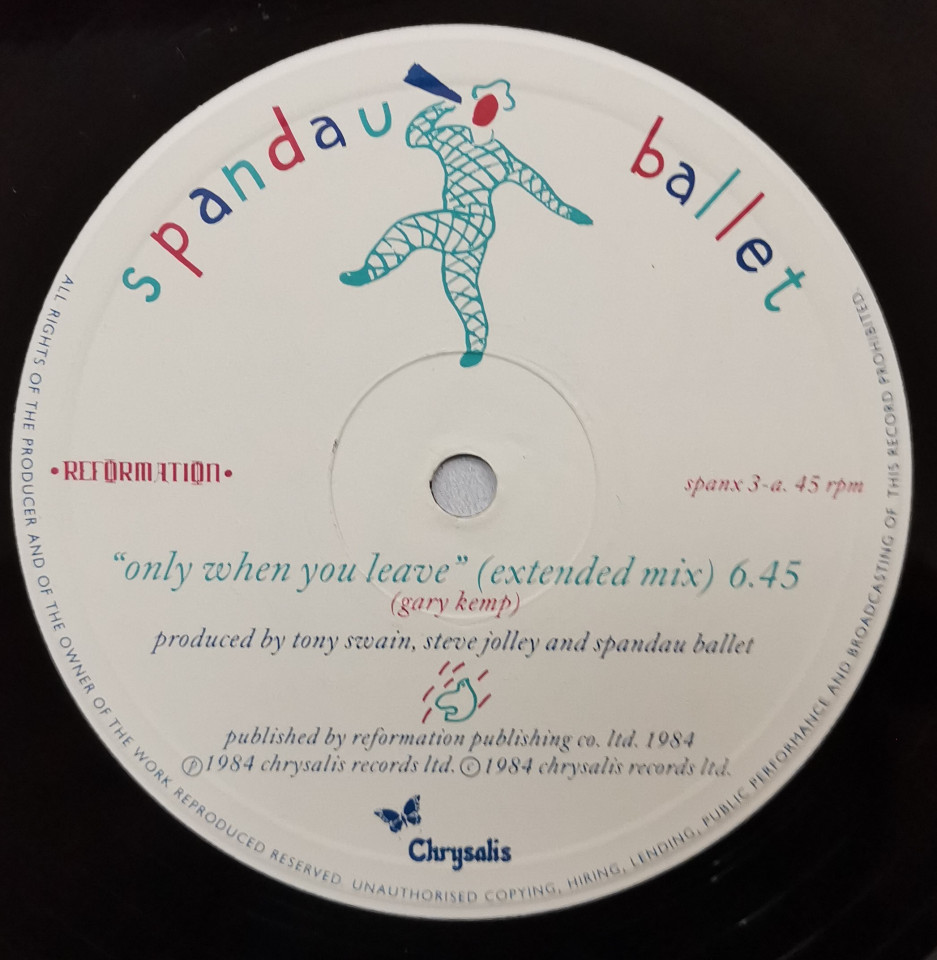 spandau ballet
•REFORMATION•
spanx 3-a. 45 rpm
“only when you leave” (extended mix) 6.45
(gary kemp)
produced by tony swain, steve jolley and spandau ballet
published by reformation publishing co. ltd. 1984
Ⓟ1984 chrysalis records ltd. ©1984 chrysalis records ltd.
Chrysalis
ALL RIGHTS OF THE PRODUCER AND OF THE OWNER OF THE WORK REPRODUCED RESERVED. UNAUTHORISED COPYING, HIRING, LENDING, PUBLIC PERFORMANCE AND BROADCASTING OF THIS RECORD PROHIBITED.